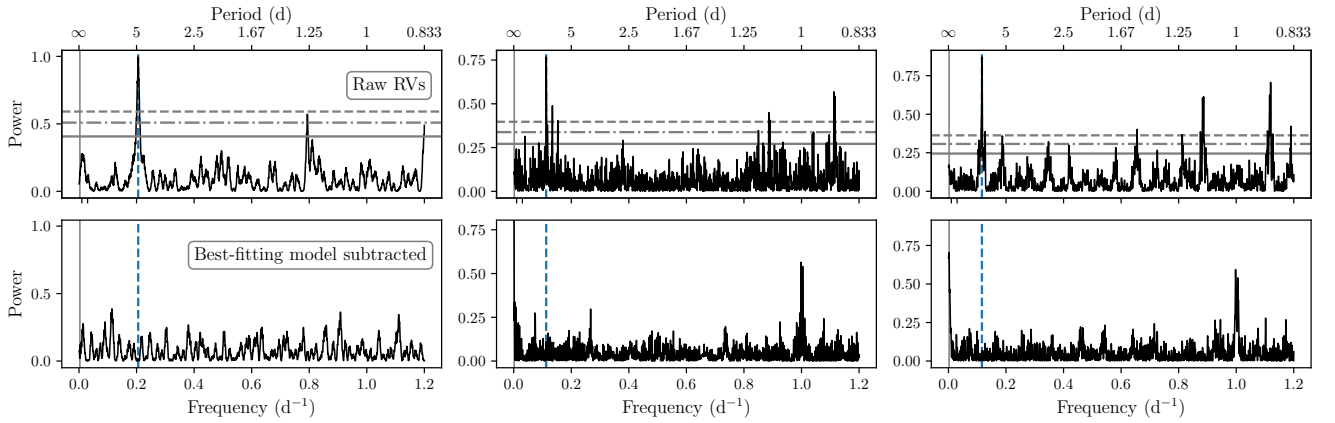 Period (d) Period (d) Period (d)
∞ 5 2.5 1.67 1.25 1 0.833 ∞ 5 2.5 1.67 1.25 1 0.833 ∞ 5 2.5 1.67 1.25 1 0.833
Raw RVs
Power
1.0
0.5
0.0
0.75
0.50
0.25
0.00
0.75
0.50
0.25
0.00
Best-fitting model subtracted
Power
1.0
0.5
0.0
0.75
0.50
0.25
0.00
0.75
0.50
0.25
0.00
0.0 0.2 0.4 0.6 0.8 1.0 1.2 0.0 0.2 0.4 0.6 0.8 1.0 1.2 0.0 0.2 0.4 0.6 0.8 1.0 1.2
Frequency (d⁻¹) Frequency (d⁻¹) Frequency (d⁻¹)